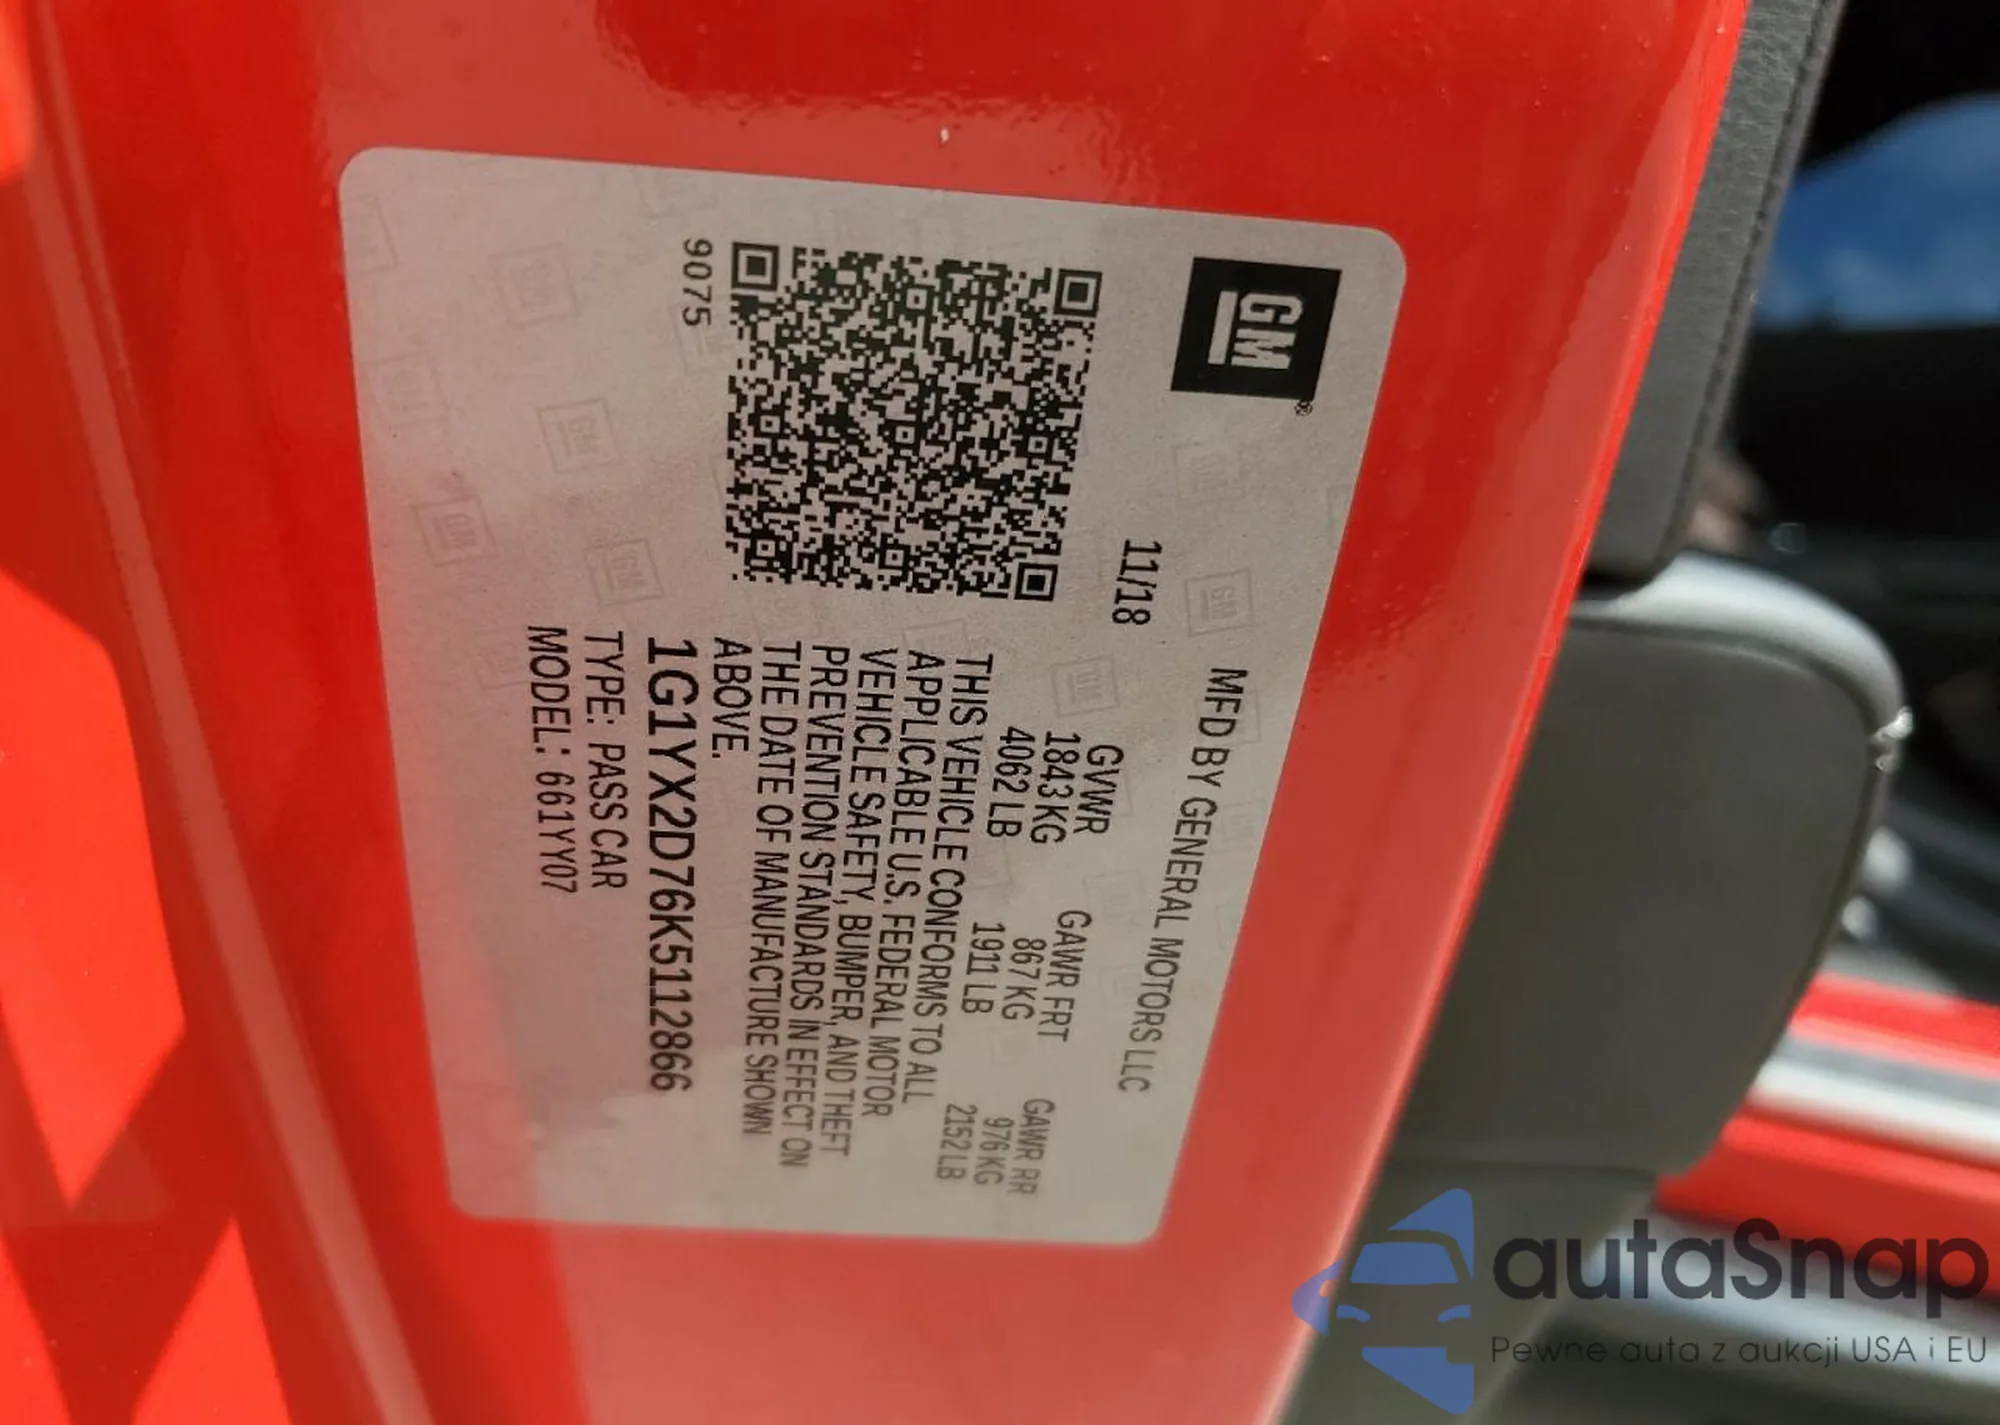 GM®
MFD BY GENERAL MOTORS LLC
11/18
GVWR GAWR FRT GAWR RR
1843 KG 867 KG 976 KG
4062 LB 1911 LB 2152 LB
THIS VEHICLE CONFORMS TO ALL
APPLICABLE U.S. FEDERAL MOTOR
VEHICLE SAFETY, BUMPER, AND THEFT
PREVENTION STANDARDS IN EFFECT ON
THE DATE OF MANUFACTURE SHOWN
ABOVE.
1G1YX2D76K5112866
TYPE: PASS CAR
MODEL: 661YY07
9075
autaSnap
Pewne auta z aukcji USA i EU